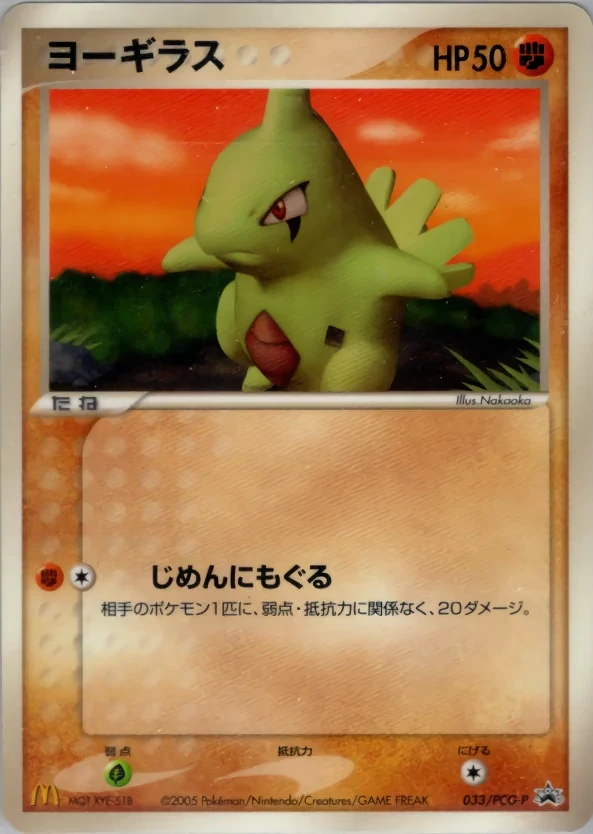 ヨーギラス HP50
たね Illus Nakaoka
じめんにもぐる
相手のポケモン1匹に、弱点・抵抗力に関係なく、20ダメージ。
弱点 抵抗力 にげる
MQT XYE-51B ©2005 Pokémon/Nintendo/Creatures/GAME FREAK 033/PCG-P